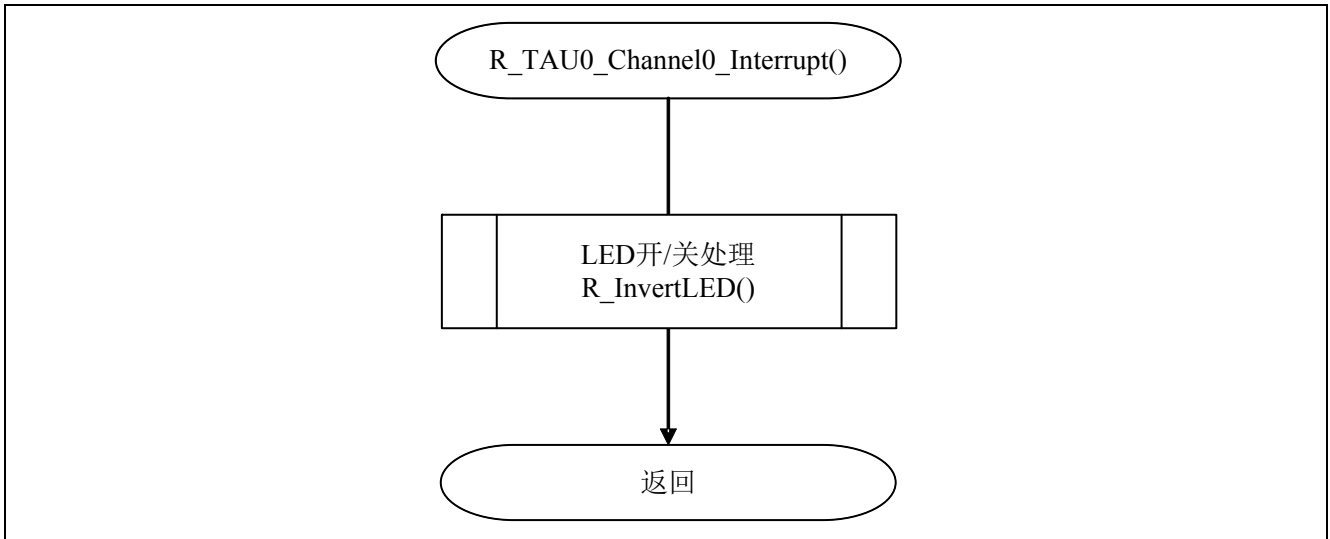 R_TAU0_Channel0_Interrupt()
LED开/关处理
R_InvertLED()
返回